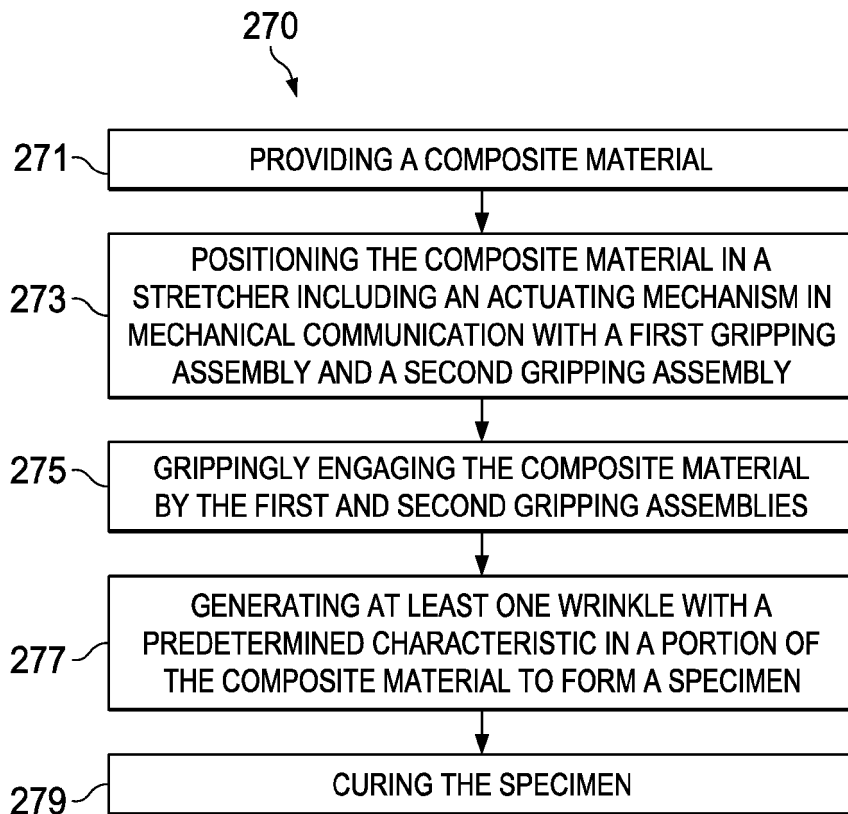 270
271
PROVIDING A COMPOSITE MATERIAL
273
POSITIONING THE COMPOSITE MATERIAL IN A
STRETCHER INCLUDING AN ACTUATING MECHANISM IN
MECHANICAL COMMUNICATION WITH A FIRST GRIPPING
ASSEMBLY AND A SECOND GRIPPING ASSEMBLY
275
GRIPPINGLY ENGAGING THE COMPOSITE MATERIAL
BY THE FIRST AND SECOND GRIPPING ASSEMBLIES
277
GENERATING AT LEAST ONE WRINKLE WITH A
PREDETERMINED CHARACTERISTIC IN A PORTION OF
THE COMPOSITE MATERIAL TO FORM A SPECIMEN
279
CURING THE SPECIMEN